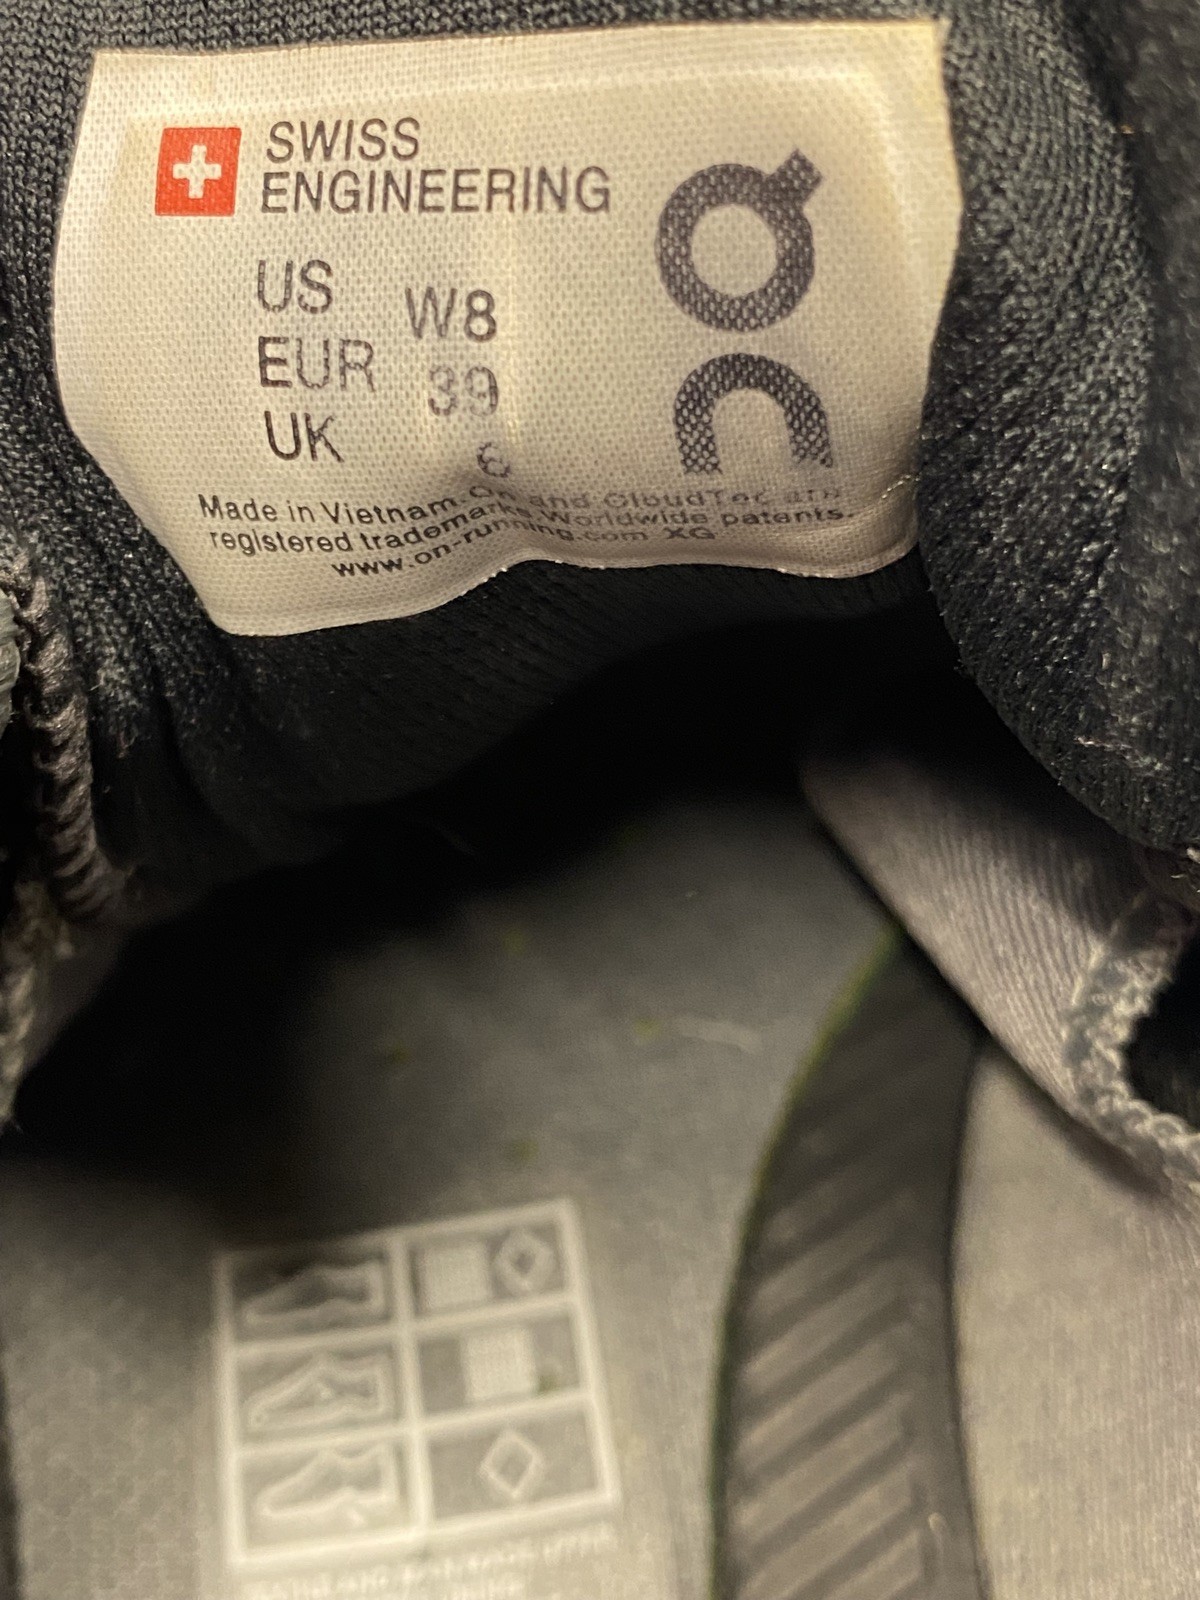 SWISS
ENGINEERING
US W8
EUR 39
UK 6
On
Made in Vietnam. On and CloudTec are
registered trademarks Worldwide patents.
www.on-running.com XG